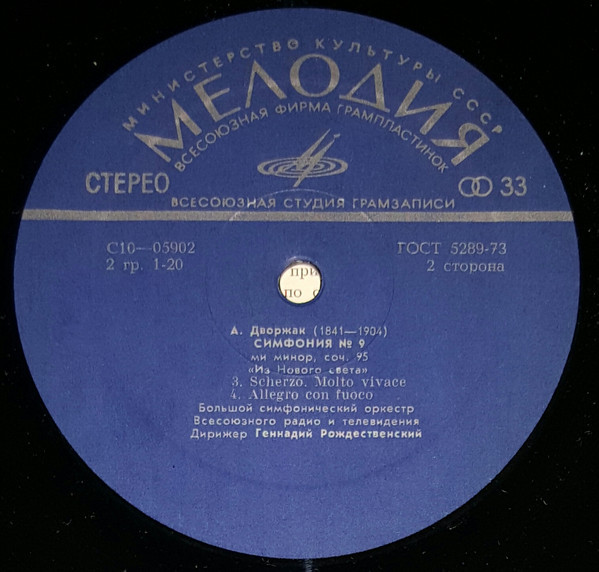 МИНИСТЕРСТВО КУЛЬТУРЫ СССР
МЕЛОДИЯ
ВСЕСОЮЗНАЯ ФИРМА ГРАМПЛАСТИНОК
СТЕРЕО 33
ВСЕСОЮЗНАЯ СТУДИЯ ГРАМЗАПИСИ
С10—05902 ГОСТ 5289-73
2 гр. 1-20 2 сторона
при
по
А. Дворжак (1841—1904)
СИМФОНИЯ № 9
ми минор, соч. 95
«Из Нового света»
3. Scherzo. Molto vivace
4. Allegro con fuoco
Большой симфонический оркестр
Всесоюзного радио и телевидения
Дирижер Геннадий Рождественский